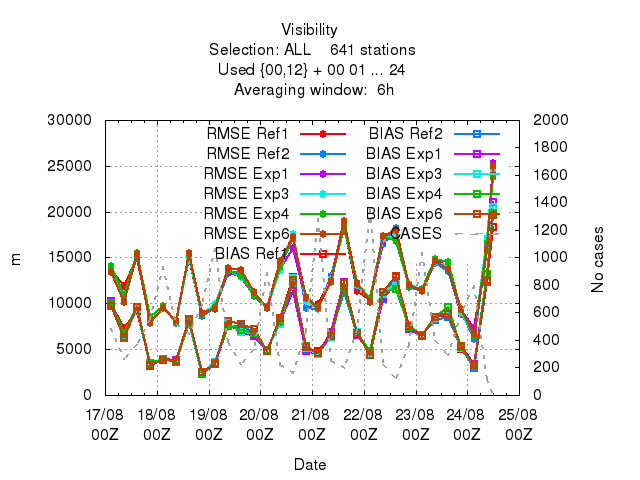 Visibility
Selection: ALL    641 stations
Used {00,12} + 00 01 ... 24
Averaging window:  6h
30000
25000
20000
15000
10000
5000
0
m
2000
1800
1600
1400
1200
1000
800
600
400
200
0
No cases
RMSE Ref1
RMSE Ref2
RMSE Exp1
RMSE Exp3
RMSE Exp4
RMSE Exp6
BIAS Ref1
BIAS Ref2
BIAS Exp1
BIAS Exp3
BIAS Exp4
BIAS Exp6
CASES
17/08 18/08 19/08 20/08 21/08 22/08 23/08 24/08 25/08
00Z 00Z 00Z 00Z 00Z 00Z 00Z 00Z 00Z
Date